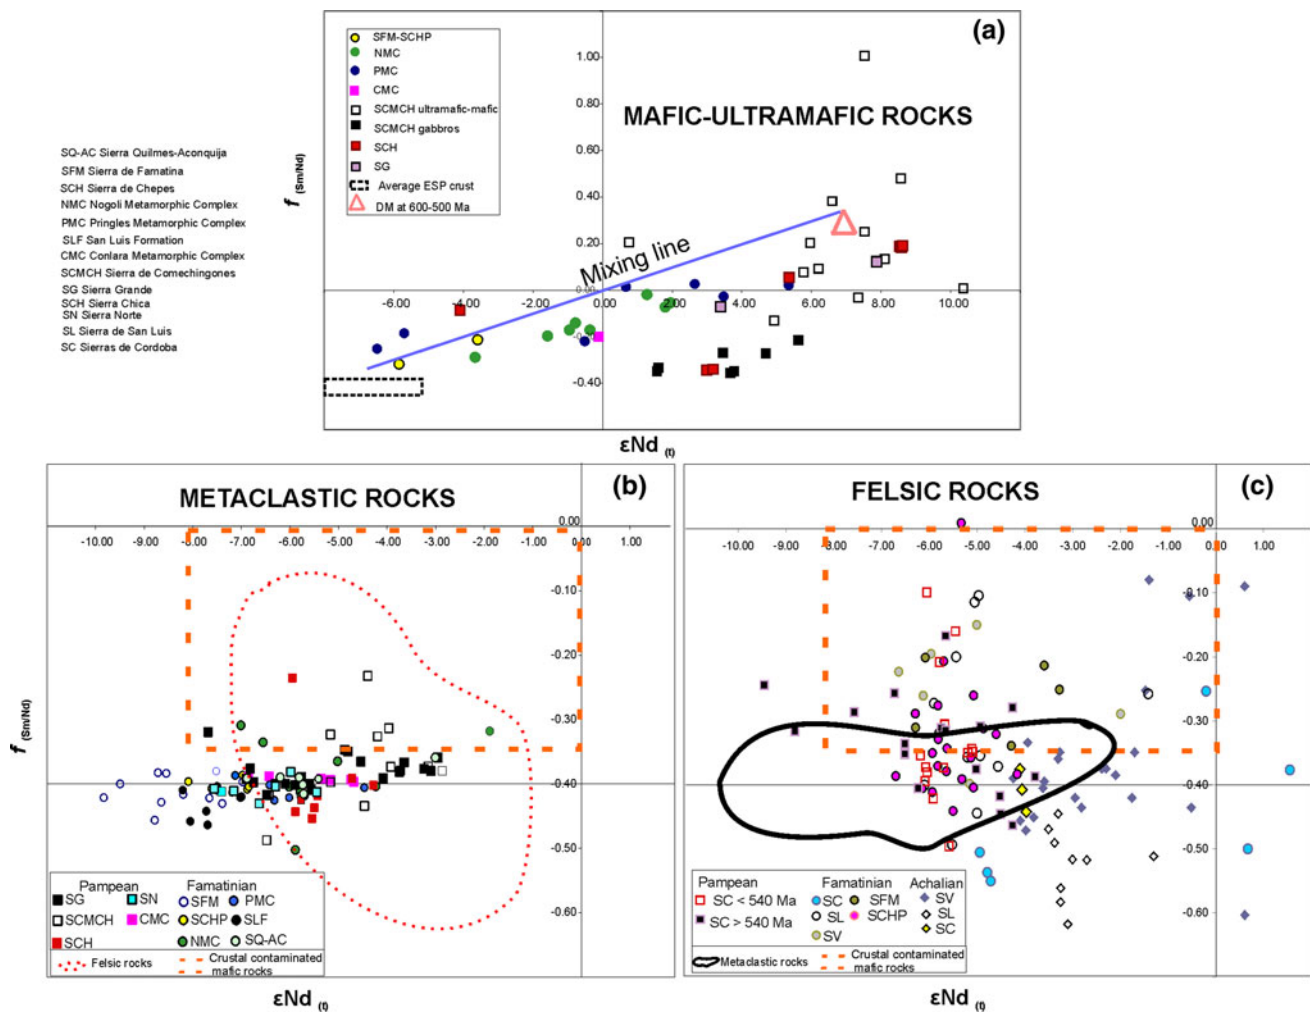 (a)
SFM-SCHP
NMC
PMC
CMC
SCMCH ultramafic-mafic
SCMCH gabbros
SCH
SG
Average ESP crust
DM at 600-500 Ma
MAFIC-ULTRAMAFIC ROCKS
Mixing line
f (Sm/Nd)
1.00
0.80
0.60
0.40
0.20
0.00
-0.20
-0.40
-6.00 -4.00 -2.00 0.00 2.00 4.00 6.00 8.00 10.00
εNd (t)
SQ-AC Sierra Quilmes-Aconquija
SFM Sierra de Famatina
SCH Sierra de Chepes
NMC Nogoli Metamorphic Complex
PMC Pringles Metamorphic Complex
SLF San Luis Formation
CMC Conlara Metamorphic Complex
SCMCH Sierra de Comechingones
SG Sierra Grande
SCH Sierra Chica
SN Sierra Norte
SL Sierra de San Luis
SC Sierras de Cordoba
METACLASTIC ROCKS
(b)
0.00
-10.00 -9.00 -8.00 -7.00 -6.00 -5.00 -4.00 -3.00 -2.00 0.00 1.00
-0.10
-0.20
-0.30
-0.40
-0.50
-0.60
f (Sm/Nd)
Pampean
SG
SN
SCMCH
CMC
SCH
Famatinian
SFM
PMC
SCHP
SLF
NMC
SQ-AC
Felsic rocks
Crustal contaminated
mafic rocks
εNd (t)
FELSIC ROCKS
(c)
0.00
-10.00 -9.00 -8.00 -7.00 -6.00 -5.00 -4.00 -3.00 -2.00 0.00 1.00
-0.10
-0.20
-0.30
-0.40
-0.50
-0.60
Pampean
SC < 540 Ma
SC > 540 Ma
Famatinian
SC
SFM
SL
SCHP
SV
Achalian
SV
SL
SC
Metaclastic rocks
Crustal contaminated
mafic rocks
εNd (t)